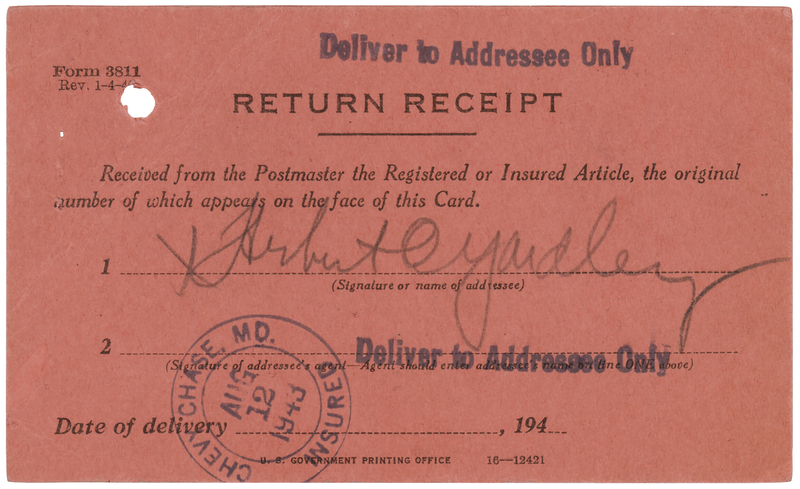 Deliver to Addressee Only
Form 3811
Rev. 1-4-40
RETURN RECEIPT
Received from the Postmaster the Registered or Insured Article, the original
number of which appears on the face of this Card.
1 X Herbert O Yardley
(Signature or name of addressee)
2 Deliver to Addressee Only
(Signature of addressee's agent—Agent should enter addressee's name on line ONE above)
CHEVY CHASE, MD.
AUG
12
1943
INSURED
Date of delivery , 194
U. S. GOVERNMENT PRINTING OFFICE 16—12421